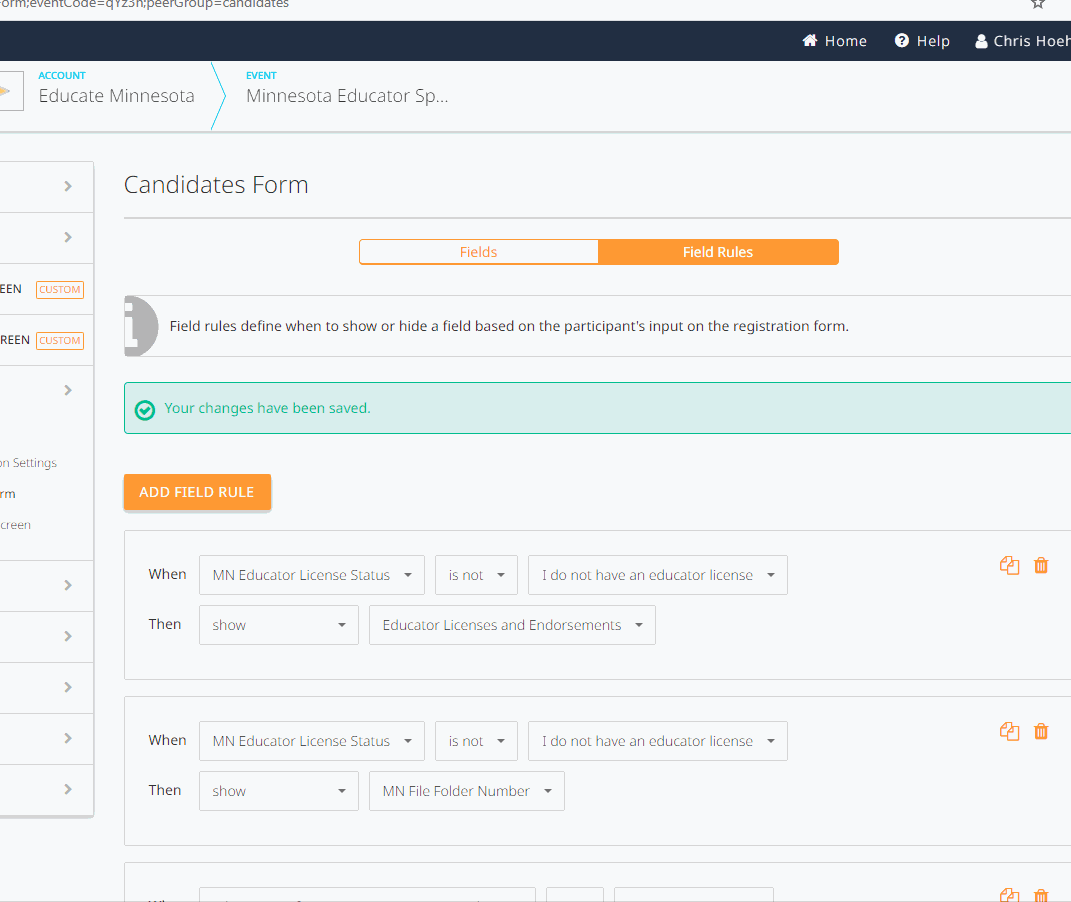 orm;eventCode=qYz3n;peerGroup=candidates
Home
Help
Chris Hoeh
ACCOUNT
Educate Minnesota
EVENT
Minnesota Educator Sp...
EEN
CUSTOM
REEN
CUSTOM
on Settings
rm
creen
Candidates Form
Fields
Field Rules
Field rules define when to show or hide a field based on the participant's input on the registration form.
Your changes have been saved.
ADD FIELD RULE
When MN Educator License Status is not I do not have an educator license
Then show Educator Licenses and Endorsements
When MN Educator License Status is not I do not have an educator license
Then show MN File Folder Number